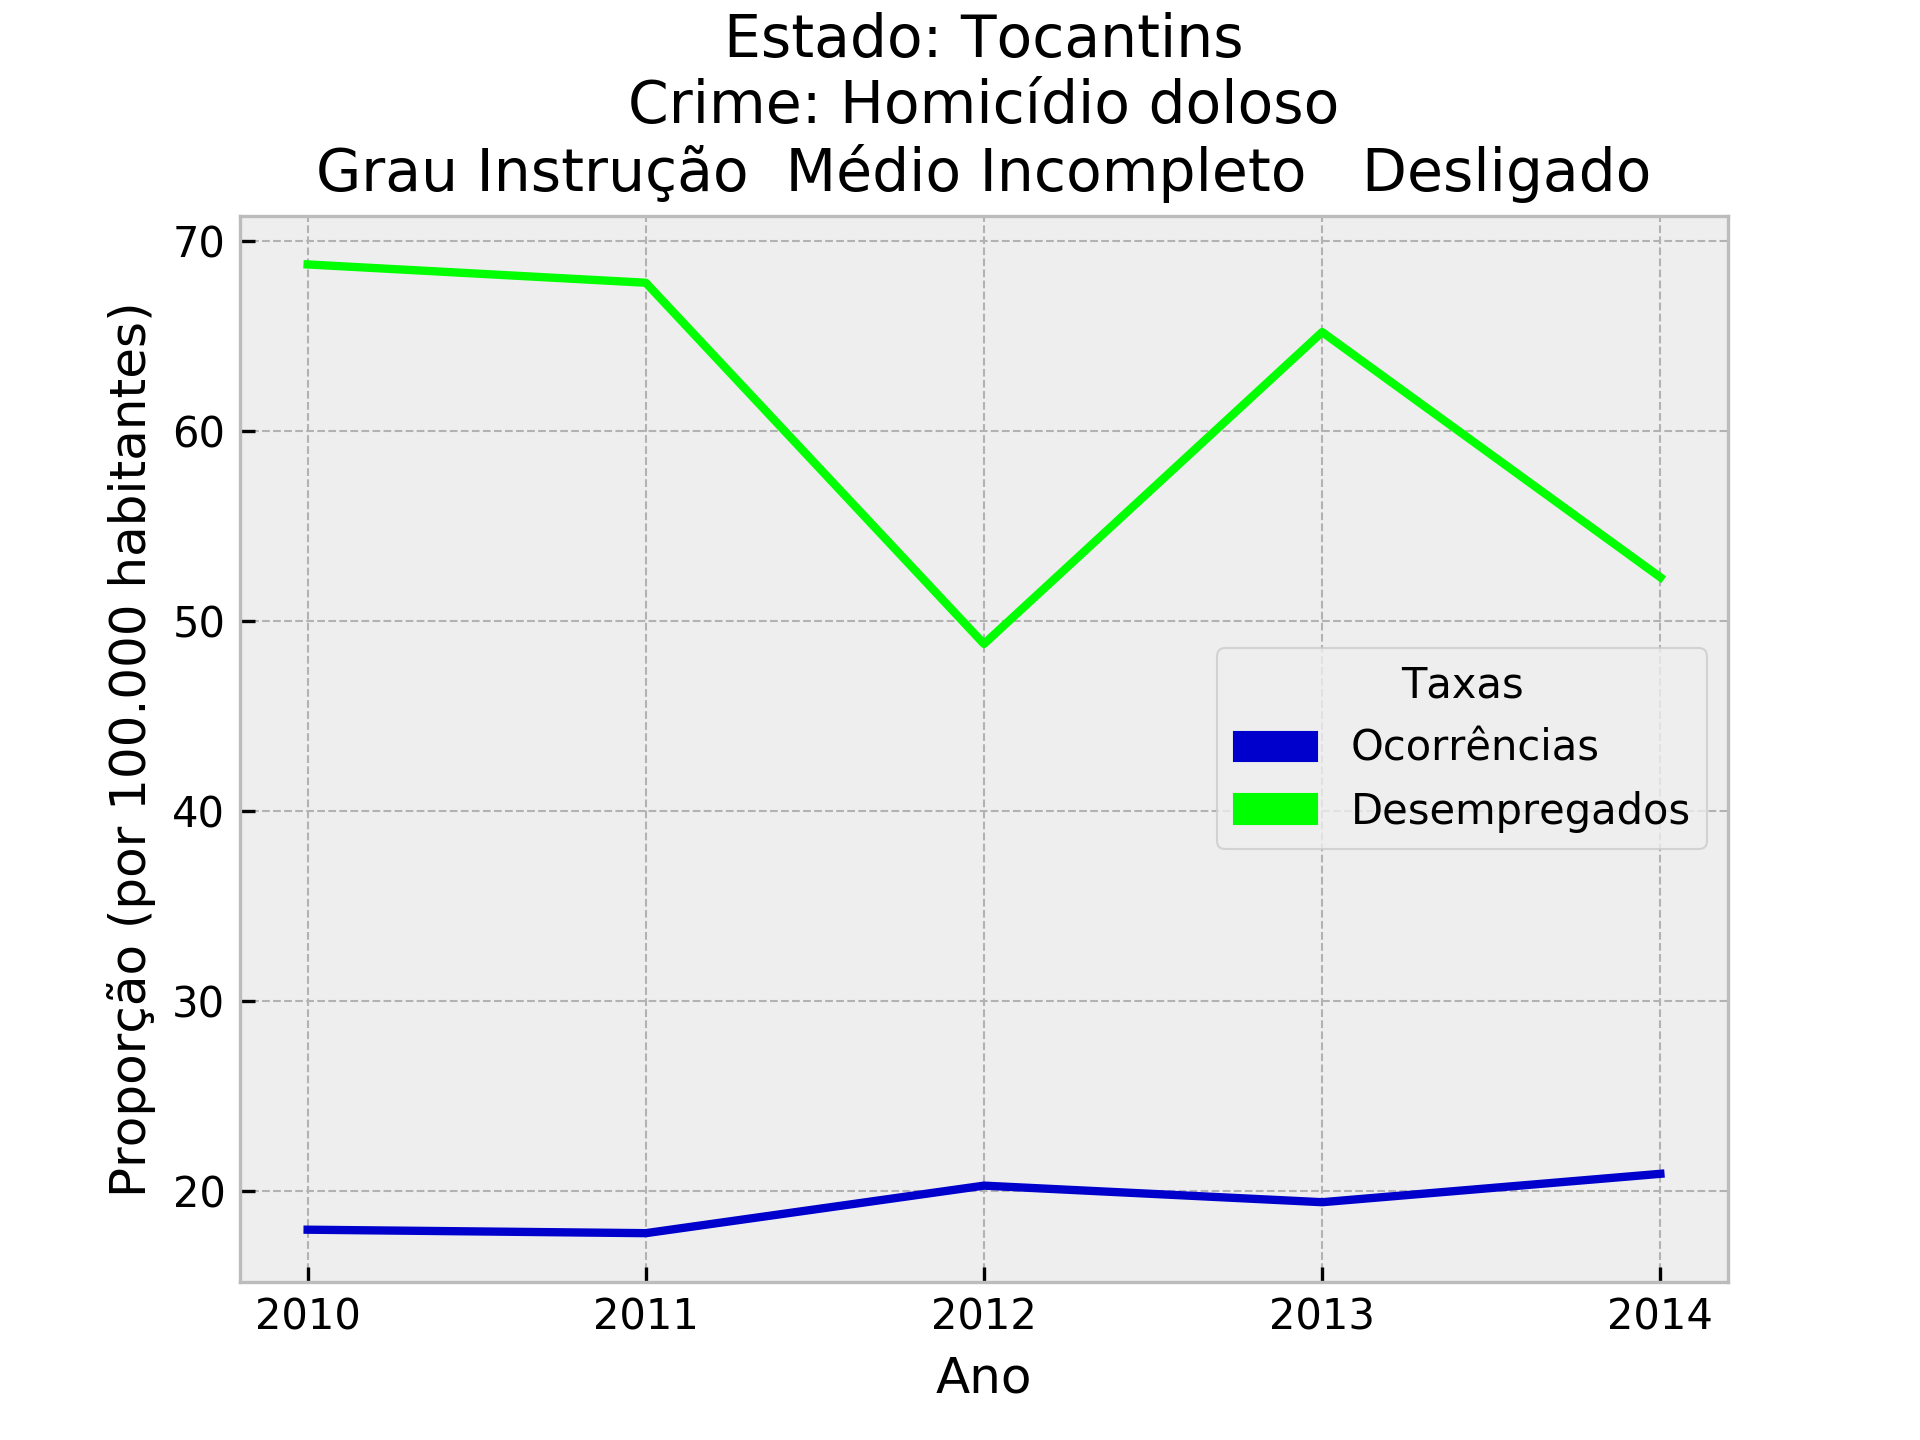 Estado: Tocantins
Crime: Homicídio doloso
Grau Instrução  Médio Incompleto   Desligado
Proporção (por 100.000 habitantes)
70
60
50
40
30
20
Taxas
Ocorrências
Desempregados
2010 2011 2012 2013 2014
Ano